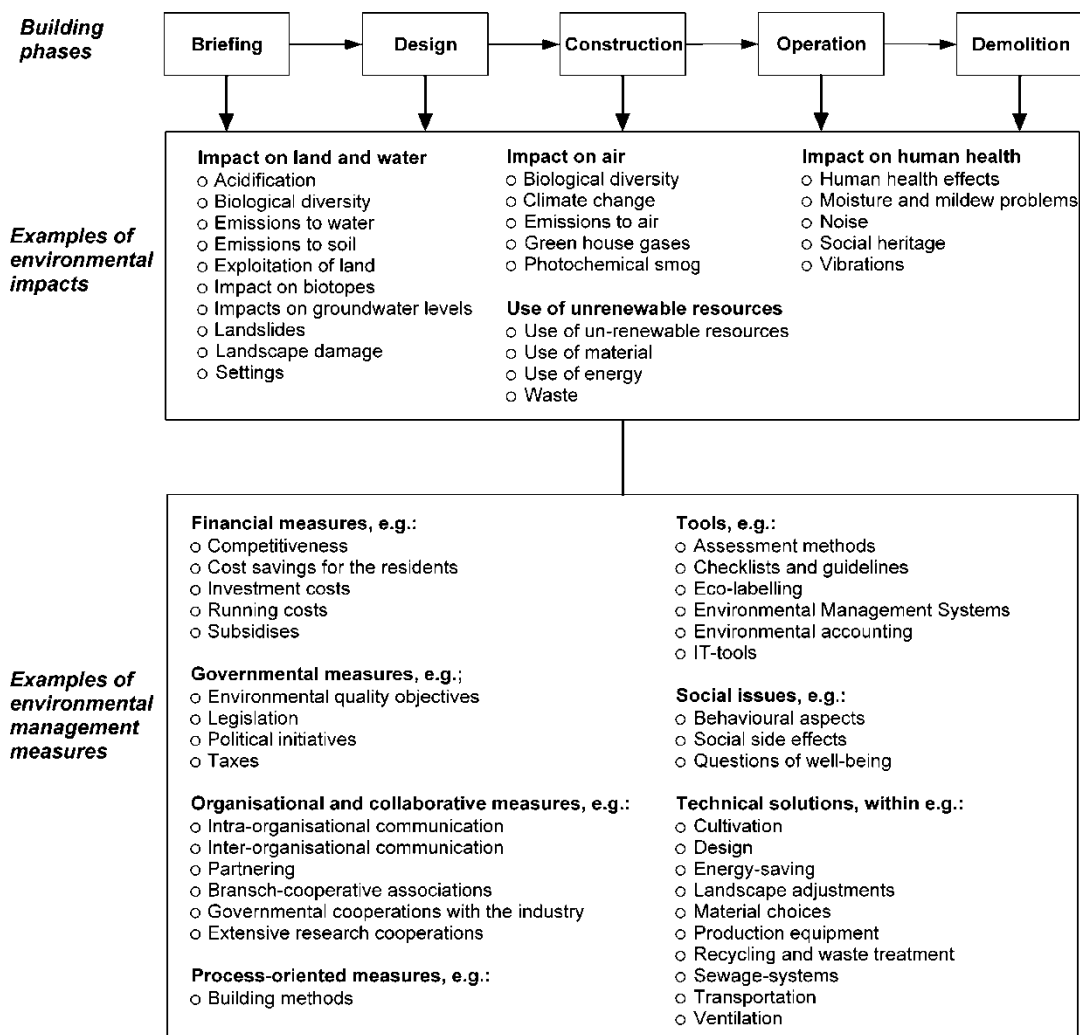 Building
phases
Briefing
Design
Construction
Operation
Demolition
Examples of
environmental
impacts
Impact on land and water
Acidification
Biological diversity
Emissions to water
Emissions to soil
Exploitation of land
Impact on biotopes
Impacts on groundwater levels
Landslides
Landscape damage
Settings
Impact on air
Biological diversity
Climate change
Emissions to air
Green house gases
Photochemical smog
Use of unrenewable resources
Use of un-renewable resources
Use of material
Use of energy
Waste
Impact on human health
Human health effects
Moisture and mildew problems
Noise
Social heritage
Vibrations
Examples of
environmental
management
measures
Financial measures, e.g.:
Competitiveness
Cost savings for the residents
Investment costs
Running costs
Subsidises
Governmental measures, e.g.;
Environmental quality objectives
Legislation
Political initiatives
Taxes
Organisational and collaborative measures, e.g.:
Intra-organisational communication
Inter-organisational communication
Partnering
Bransch-cooperative associations
Governmental cooperations with the industry
Extensive research cooperations
Process-oriented measures, e.g.:
Building methods
Tools, e.g.:
Assessment methods
Checklists and guidelines
Eco-labelling
Environmental Management Systems
Environmental accounting
IT-tools
Social issues, e.g.:
Behavioural aspects
Social side effects
Questions of well-being
Technical solutions, within e.g.:
Cultivation
Design
Energy-saving
Landscape adjustments
Material choices
Production equipment
Recycling and waste treatment
Sewage-systems
Transportation
Ventilation